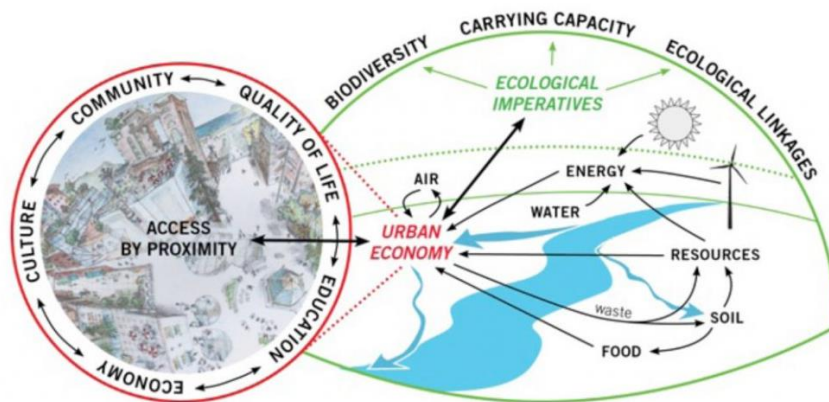 COMMUNITY
QUALITY OF LIFE
EDUCATION
ECONOMY
CULTURE
ACCESS
BY PROXIMITY
BIODIVERSITY
CARRYING CAPACITY
ECOLOGICAL LINKAGES
ECOLOGICAL
IMPERATIVES
AIR
ENERGY
WATER
URBAN
ECONOMY
RESOURCES
waste
SOIL
FOOD